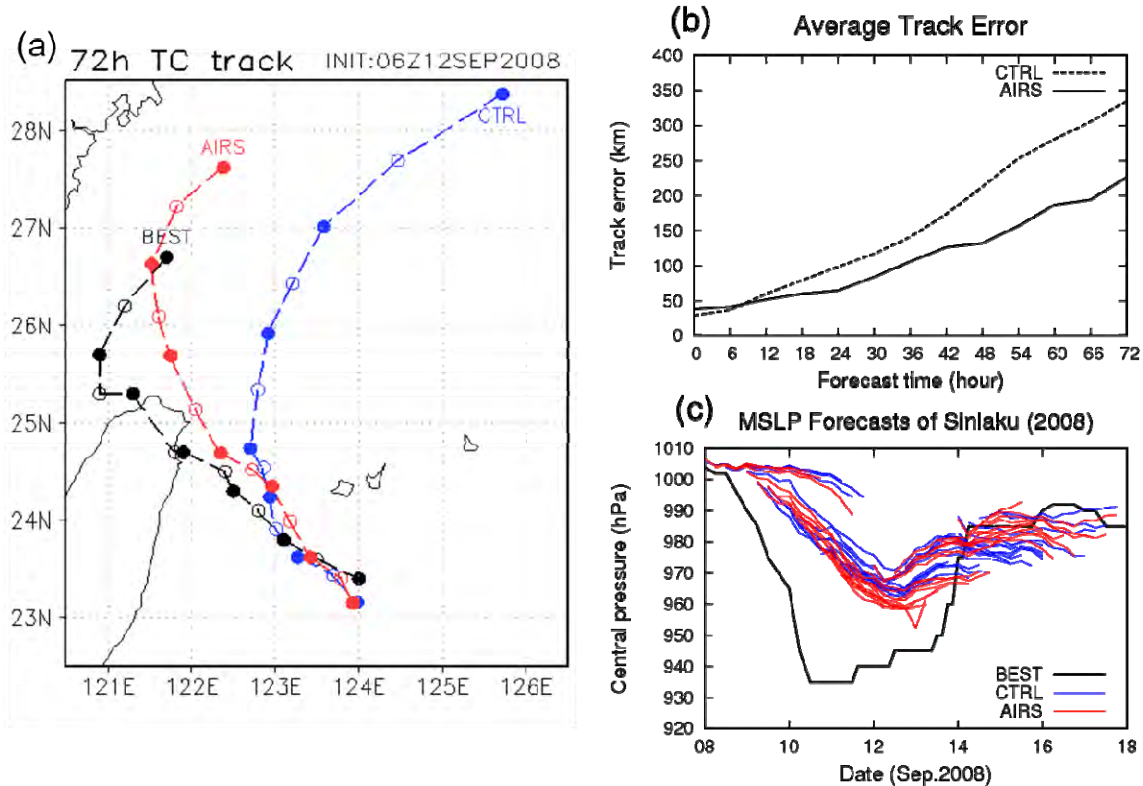 (a)
72h TC track INIT:06Z12SEP2008
28N
27N
26N
25N
24N
23N
CTRL
AIRS
BEST
121E 122E 123E 124E 125E 126E
(b)
Average Track Error
Track error (km)
400
350
300
250
200
150
100
50
0
CTRL
AIRS
0 6 12 18 24 30 36 42 48 54 60 66 72
Forecast time (hour)
(c)
MSLP Forecasts of Sinlaku (2008)
Central pressure (hPa)
1010
1000
990
980
970
960
950
940
930
920
BEST
CTRL
AIRS
08 10 12 14 16 18
Date (Sep.2008)